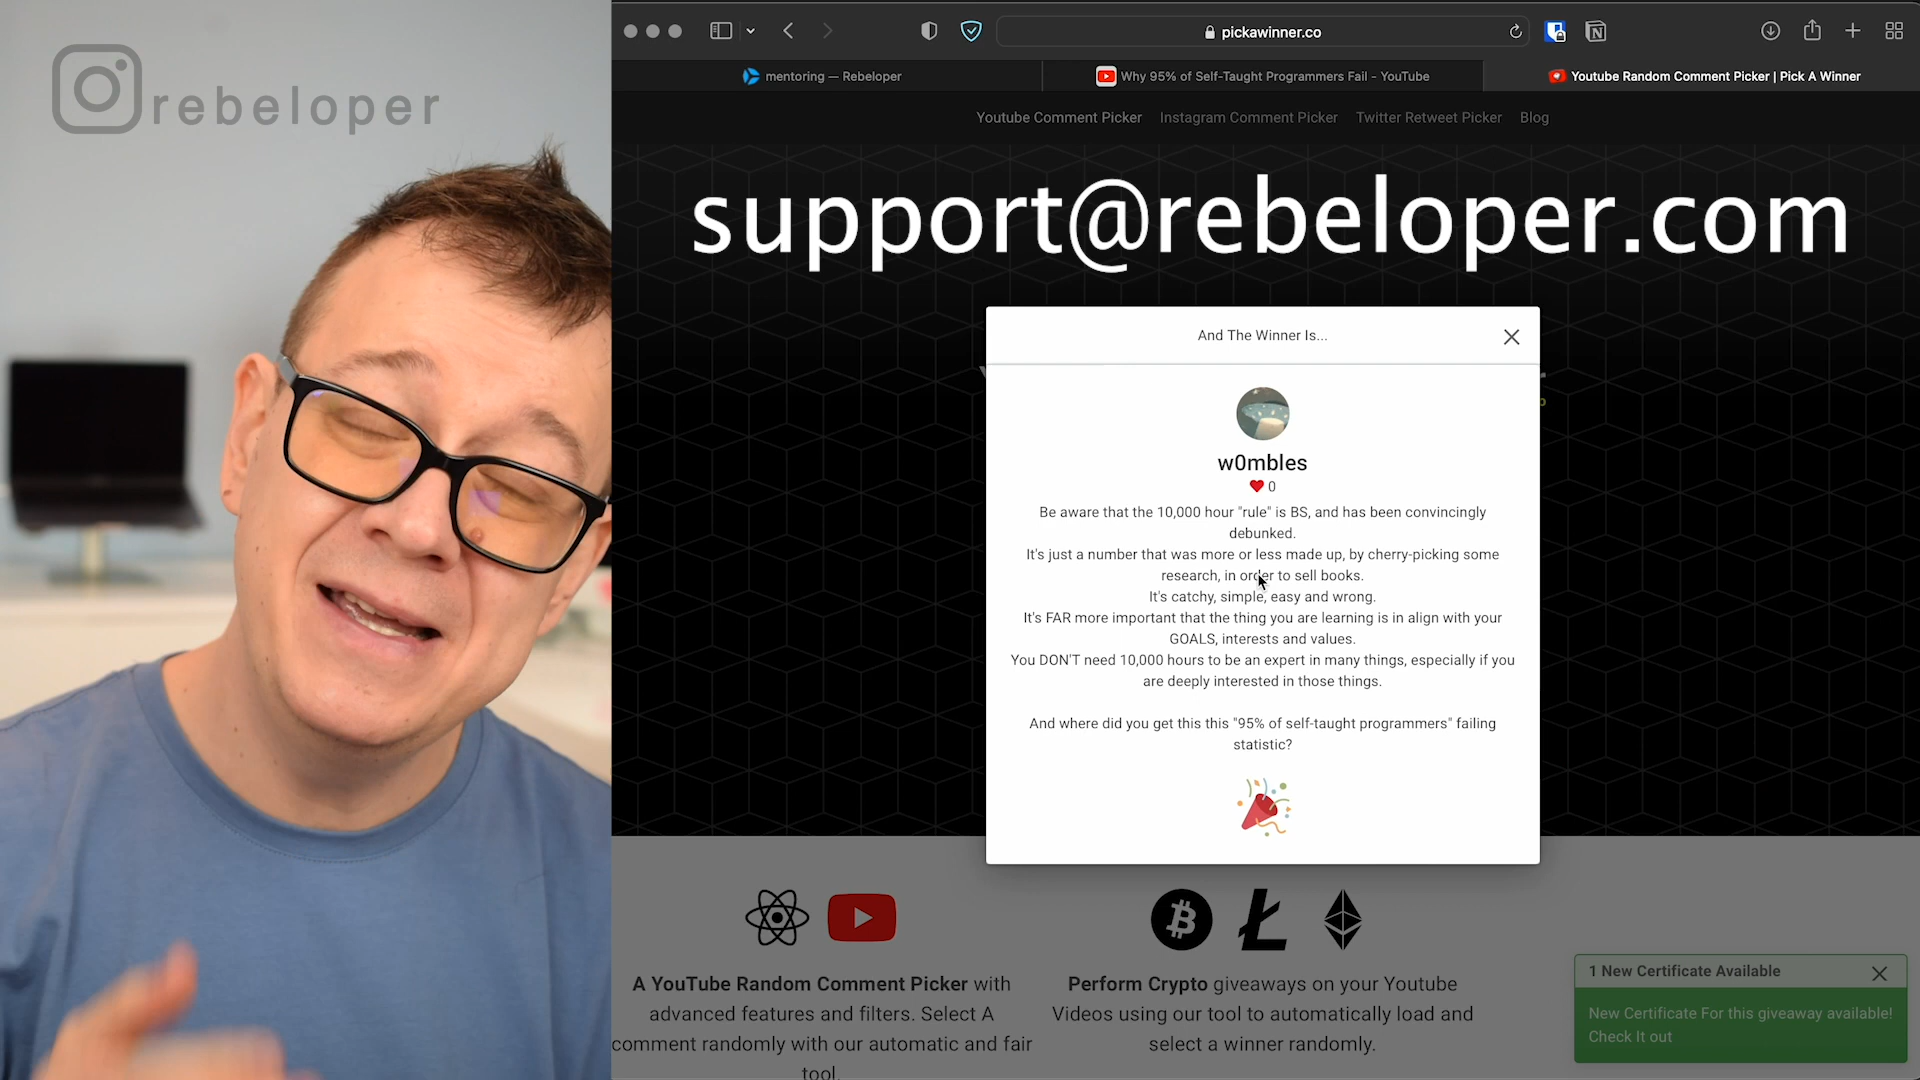 rebeloper
pickawinner.co
mentoring — Rebeloper
Why 95% of Self-Taught Programmers Fail - YouTube
Youtube Random Comment Picker | Pick A Winner
Youtube Comment Picker
Instagram Comment Picker
Twitter Retweet Picker
Blog
support@rebeloper.com
And The Winner Is...
w0mbles
0
Be aware that the 10,000 hour "rule" is BS, and has been convincingly
debunked.
It's just a number that was more or less made up, by cherry-picking some
research, in order to sell books.
It's catchy, simple, easy and wrong.
It's FAR more important that the thing you are learning is in align with your
GOALS, interests and values.
You DON'T need 10,000 hours to be an expert in many things, especially if you
are deeply interested in those things.
And where did you get this this "95% of self-taught programmers" failing
statistic?
A YouTube Random Comment Picker with
advanced features and filters. Select A
comment randomly with our automatic and fair
tool.
Perform Crypto giveaways on your Youtube
Videos using our tool to automatically load and
select a winner randomly.
1 New Certificate Available
New Certificate For this giveaway available!
Check It out